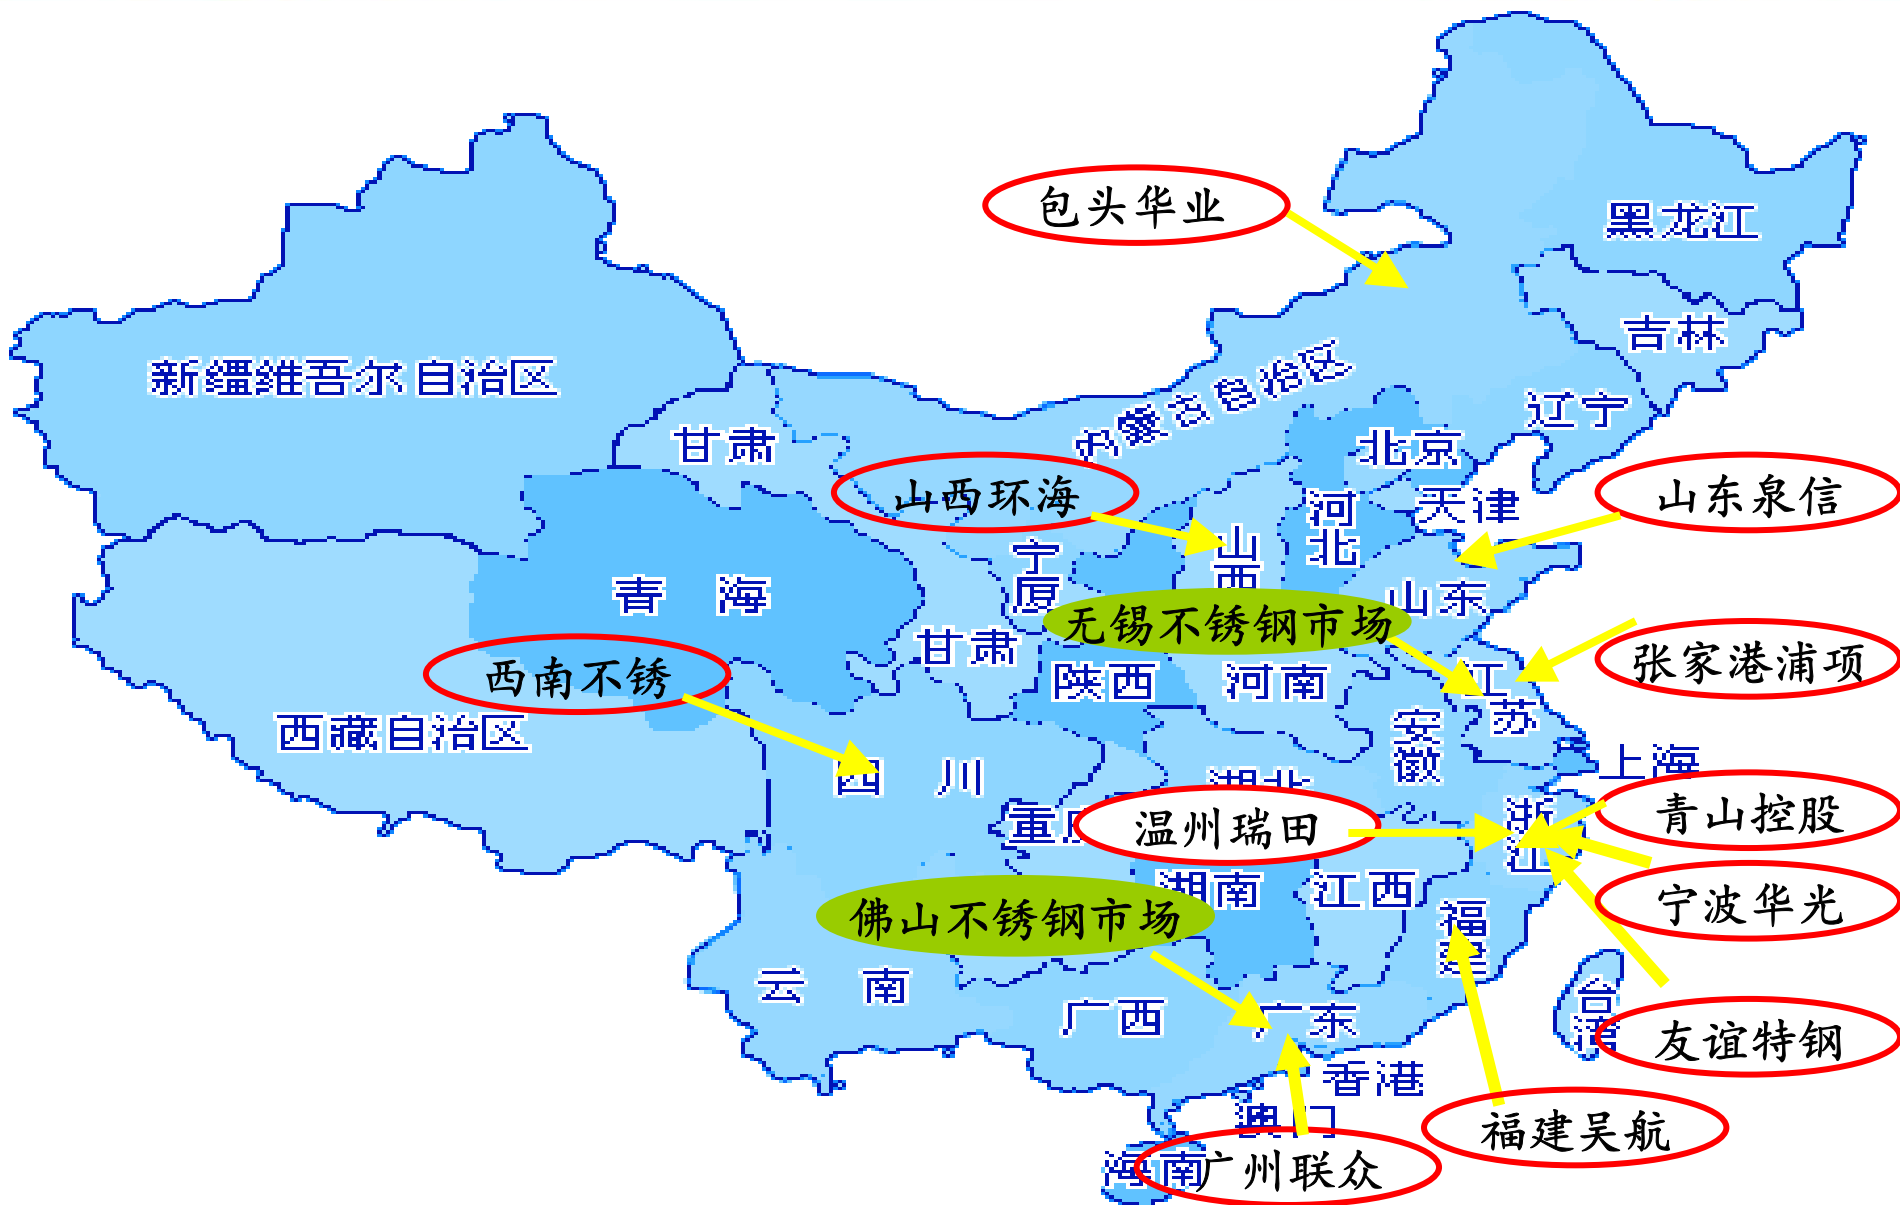 包头华业
黑龙江
吉林
新疆维吾尔自治区
内蒙古自治区
辽宁
甘肃
北京
山西环海
山东泉信
河北
天津
山西
宁厦
青海
山东
无锡不锈钢市场
甘肃
张家港浦项
西南不锈
陕西
河南
江苏
西藏自治区
安徽
上海
四川
湖北
浙江
青山控股
重庆
温州瑞田
湖南
江西
宁波华光
佛山不锈钢市场
福建
云南
广西
广东
台湾
友谊特钢
香港
澳门
福建吴航
海南
广州联众